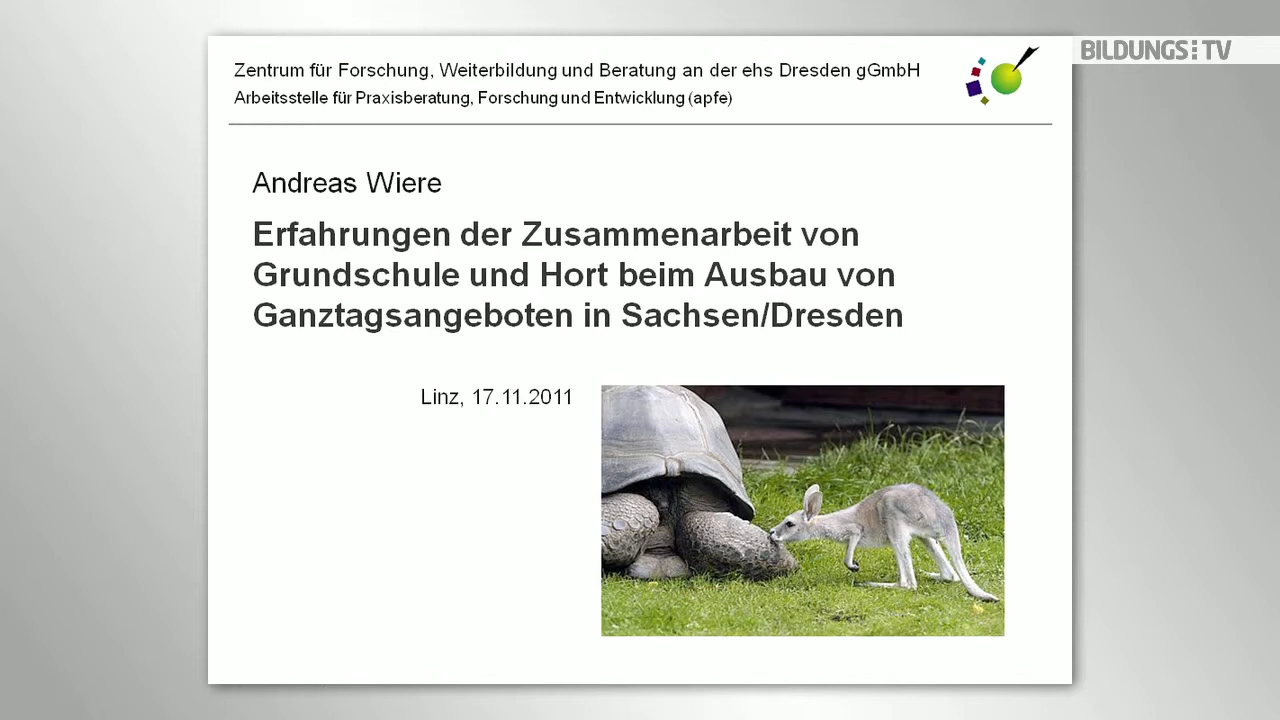 BILDUNGS TV
Zentrum für Forschung, Weiterbildung und Beratung an der ehs Dresden gGmbH
Arbeitsstelle für Praxisberatung, Forschung und Entwicklung (apfe)
Andreas Wiere
Erfahrungen der Zusammenarbeit von
Grundschule und Hort beim Ausbau von
Ganztagsangeboten in Sachsen/Dresden
Linz, 17.11.2011